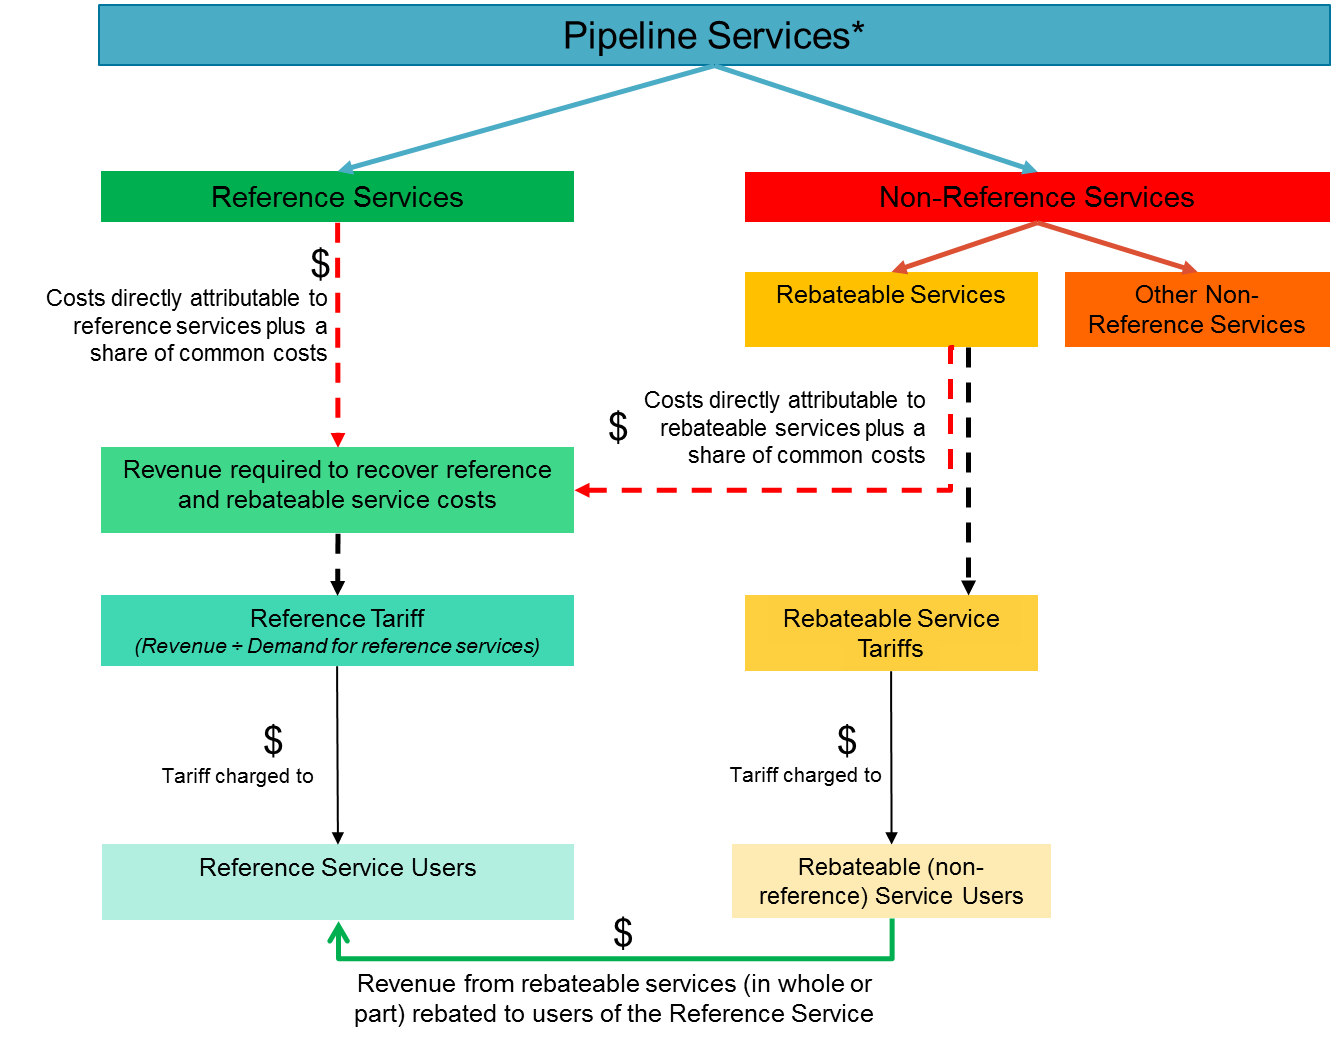 Pipeline Services*
Reference Services
Non-Reference Services
$
Costs directly attributable to
reference services plus a
share of common costs
Rebateable Services
Other Non-
Reference Services
$
Costs directly attributable to
rebateable services plus a
share of common costs
Revenue required to recover reference
and rebateable service costs
Reference Tariff
(Revenue ÷ Demand for reference services)
Rebateable Service
Tariffs
$
Tariff charged to
$
Tariff charged to
Reference Service Users
Rebateable (non-
reference) Service Users
$
Revenue from rebateable services (in whole or
part) rebated to users of the Reference Service